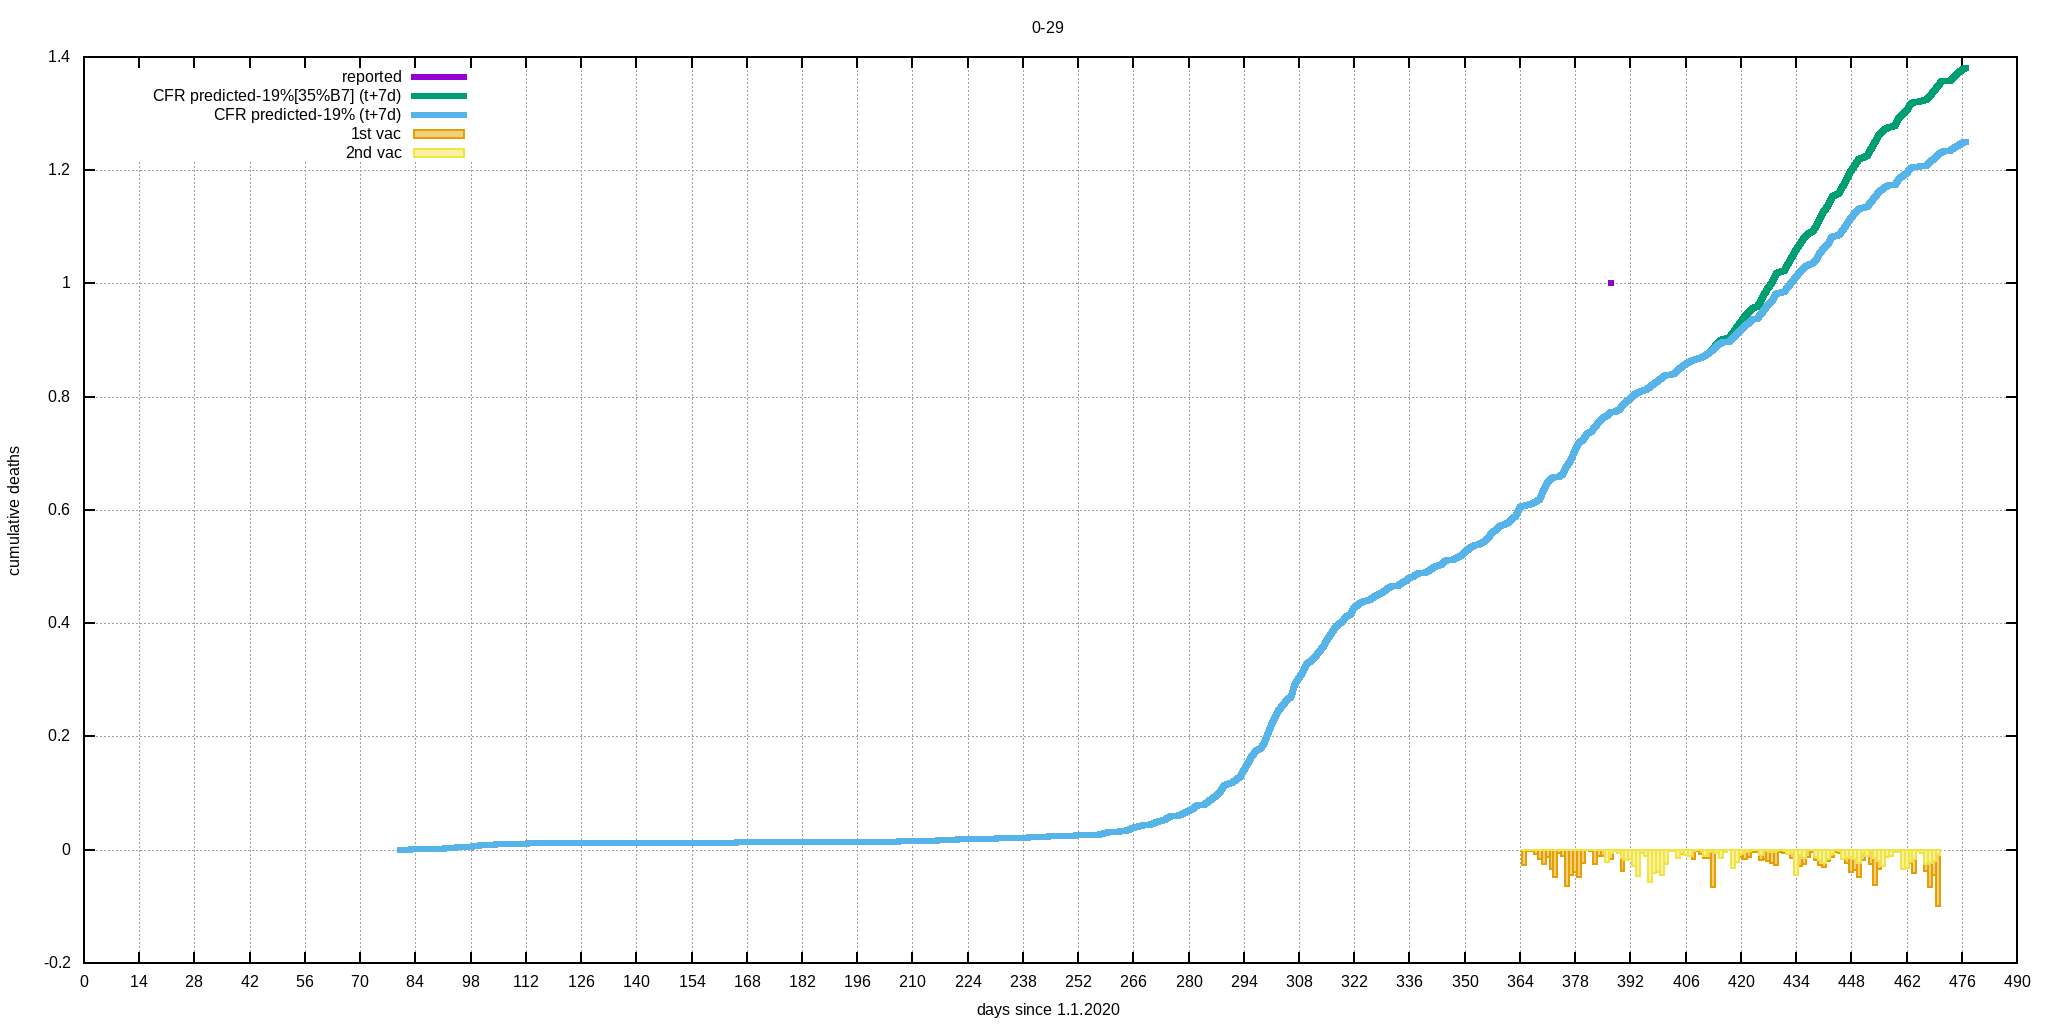 0-29
1.4
1.2
1
0.8
0.6
0.4
0.2
0
-0.2
cumulative deaths
reported
CFR predicted-19%[35%B7] (t+7d)
CFR predicted-19% (t+7d)
1st vac
2nd vac
0 14 28 42 56 70 84 98 112 126 140 154 168 182 196 210 224 238 252 266 280 294 308 322 336 350 364 378 392 406 420 434 448 462 476 490
days since 1.1.2020